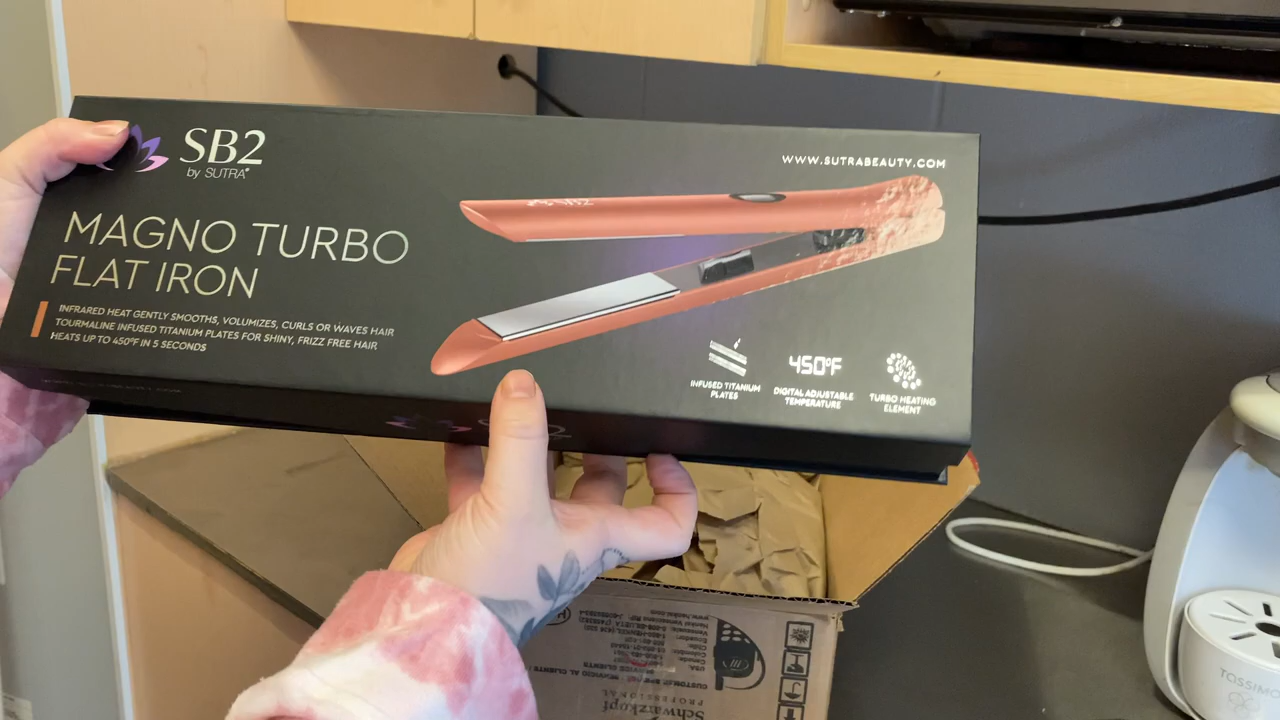 SB2
by SUTRA
WWW.SUTRABEAUTY.COM
MAGNO TURBO
FLAT IRON
INFRARED HEAT GENTLY SMOOTHS, VOLUMIZES, CURLS OR WAVES HAIR
TOURMALINE INFUSED TITANIUM PLATES FOR SHINY, FRIZZ FREE HAIR
HEATS UP TO 450°F IN 5 SECONDS
SB2
450°F
INFUSED TITANIUM
PLATES
DIGITAL ADJUSTABLE
TEMPERATURE
TURBO HEATING
ELEMENT
Schwarzkopf
PROFESSIONAL
TASSIMO